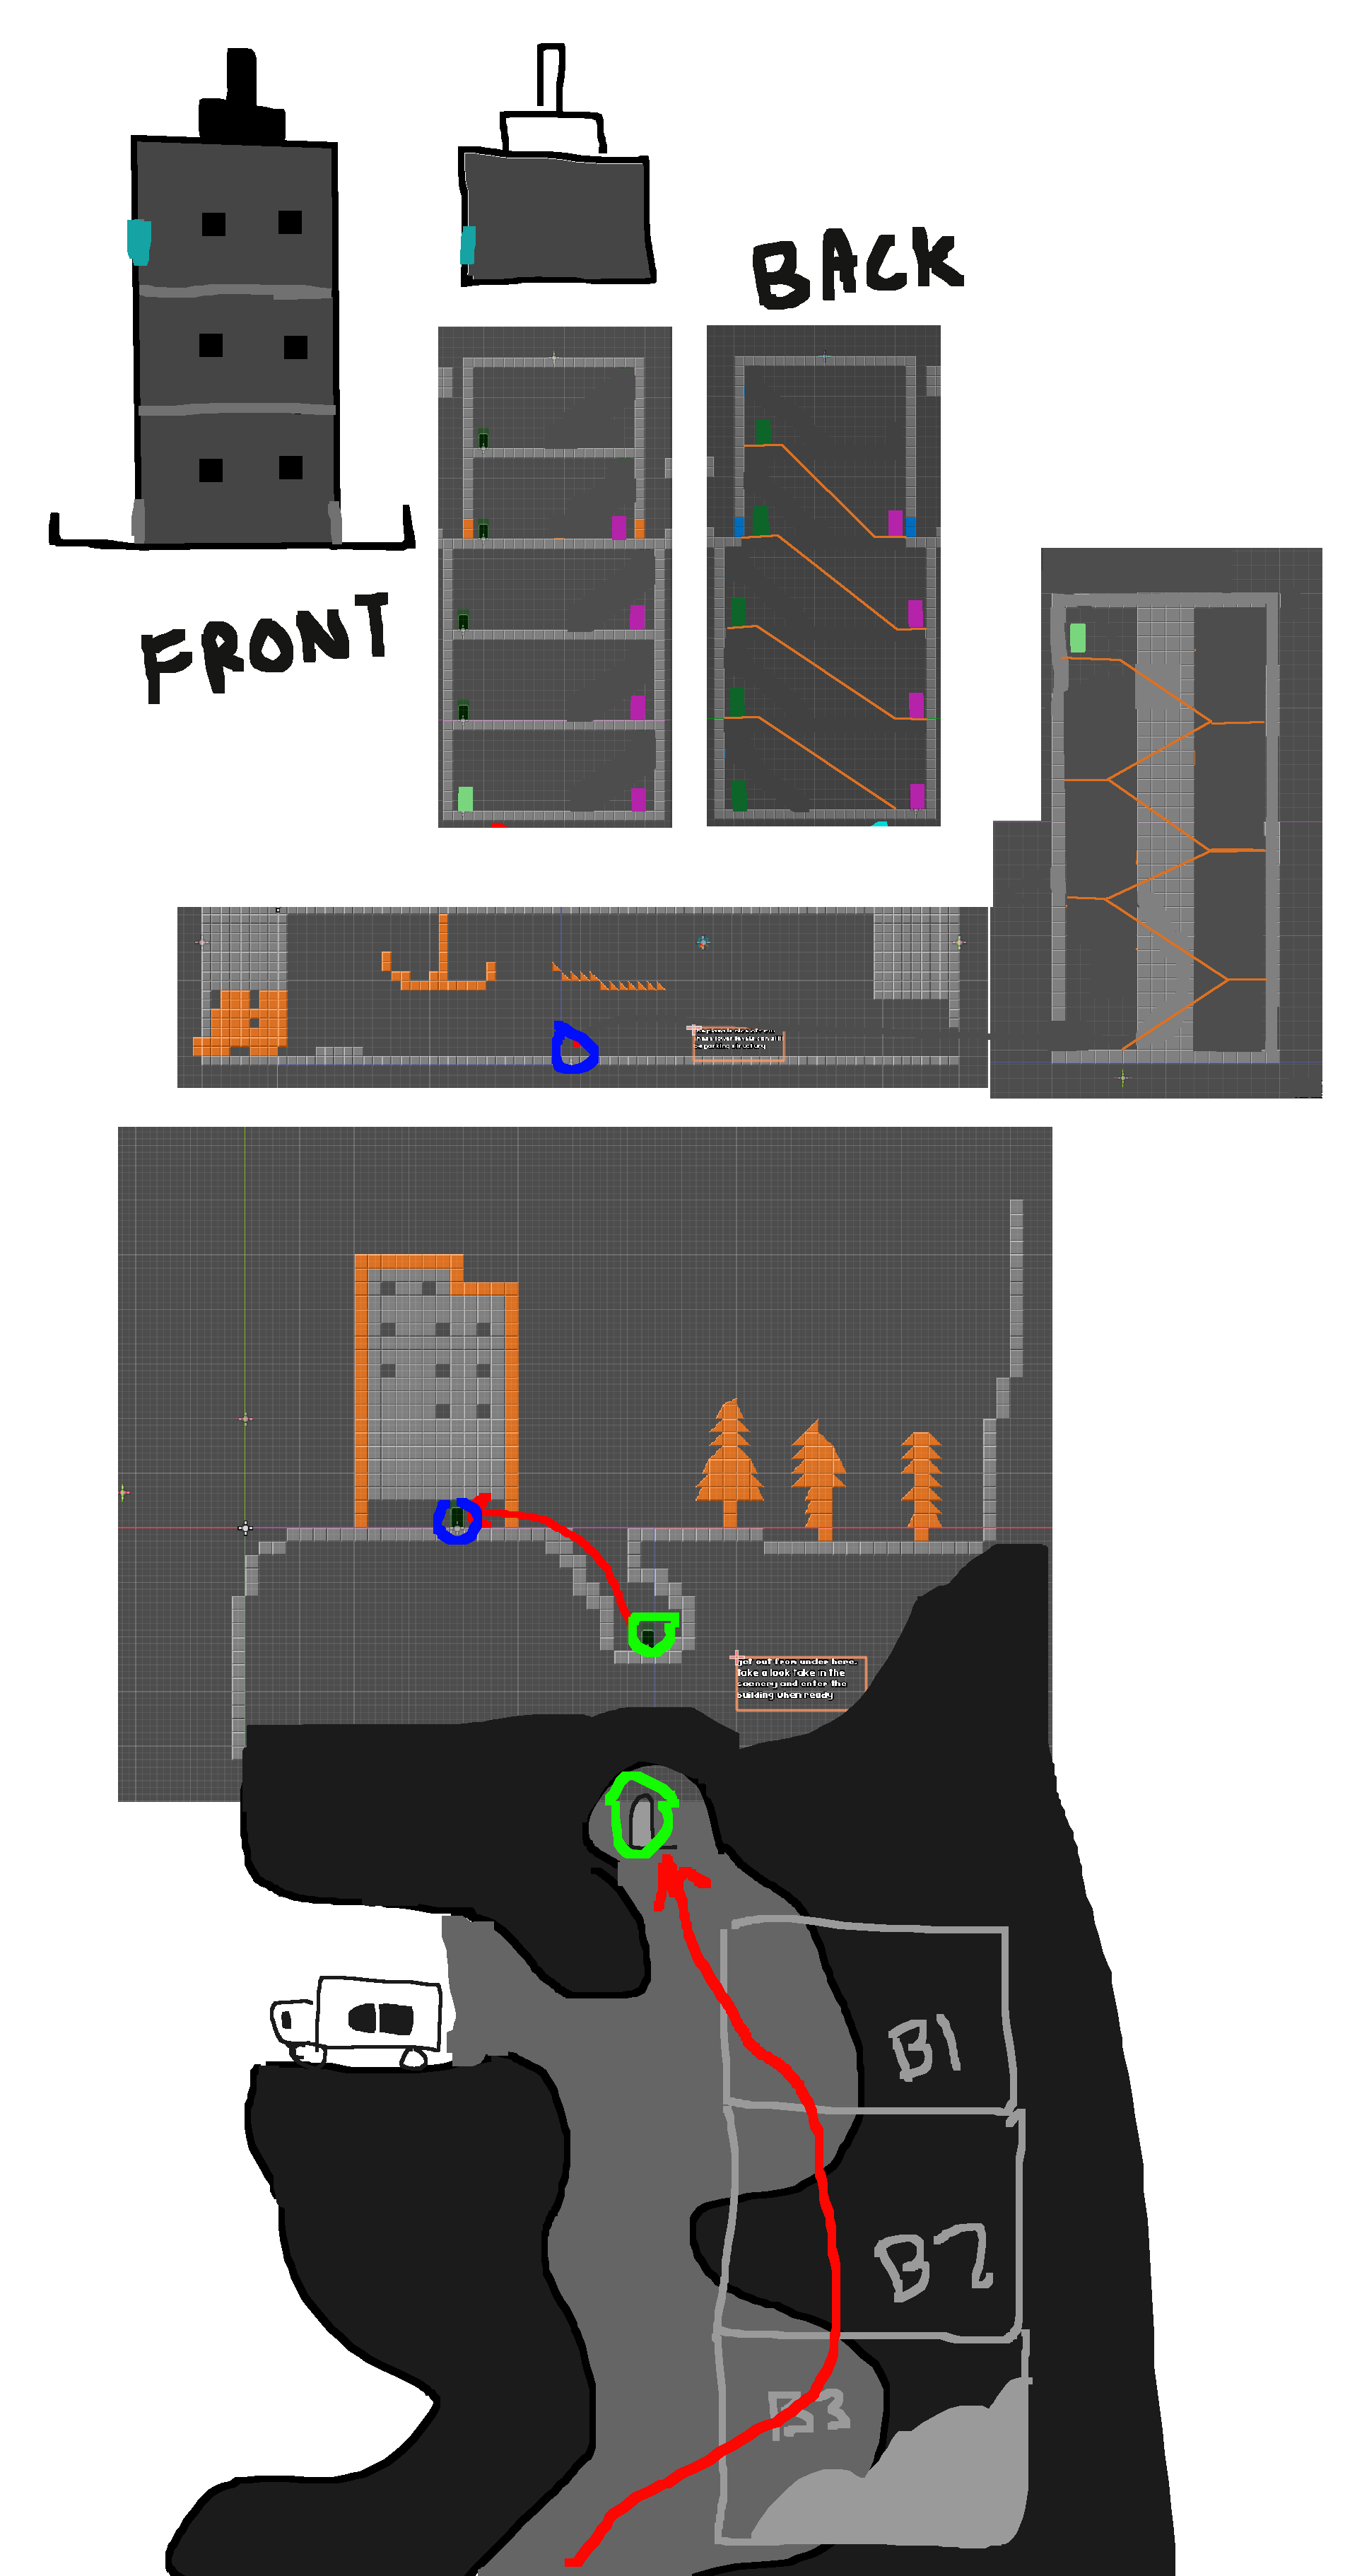 BACK
FRONT
get out from under here.
Take a look take in the
scenery and enter the
building when ready
B1
B2
B3